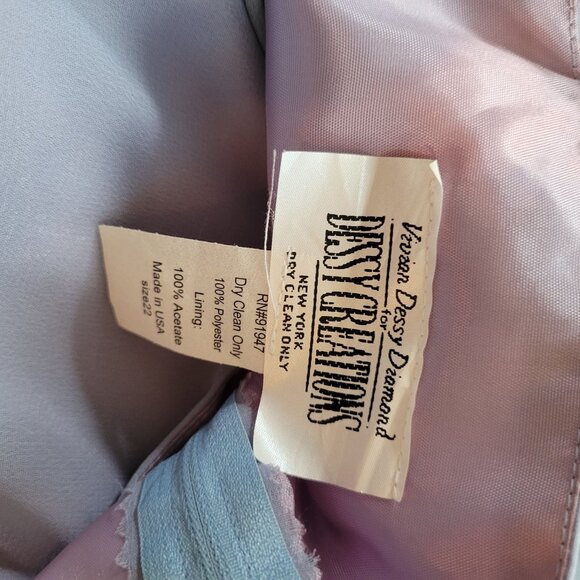 Vivian Dessy Diamond
for
DESSY CREATIONS
NEW YORK
DRY CLEAN ONLY
size22
Made in USA
100% Acetate
Lining:
100% Polyester
Dry Clean Only
RN#91947